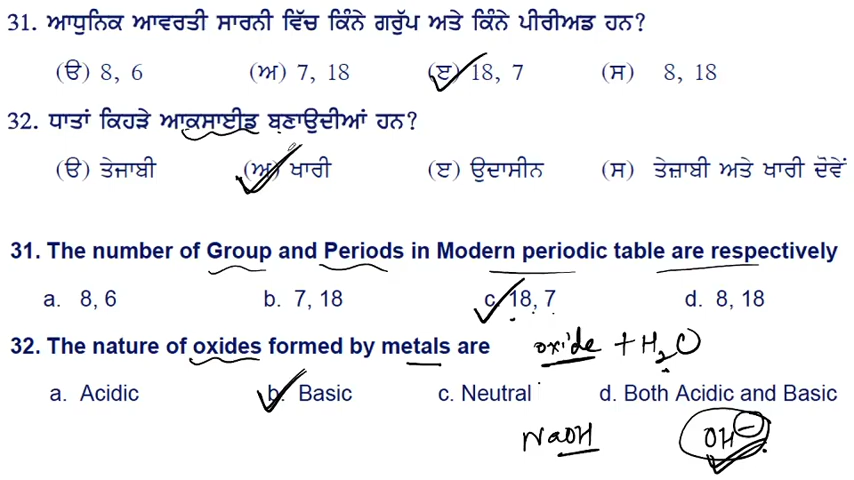 31. ਆਧੁਨਿਕ ਆਵਰਤੀ ਸਾਰਨੀ ਵਿੱਚ ਕਿੰਨੇ ਗਰੁੱਪ ਅਤੇ ਕਿੰਨੇ ਪੀਰੀਅਡ ਹਨ?
(ੳ) 8, 6 (ਅ) 7, 18 (ੲ) 18, 7 (ਸ) 8, 18
32. ਧਾਤਾਂ ਕਿਹੜੇ ਆਕਸਾਈਡ ਬਣਾਉਦੀਆਂ ਹਨ?
(ੳ) ਤੇਜਾਬੀ (ਅ) ਖਾਰੀ (ੲ) ਉਦਾਸੀਨ (ਸ) ਤੇਜ਼ਾਬੀ ਅਤੇ ਖਾਰੀ ਦੋਵੇਂ
31. The number of Group and Periods in Modern periodic table are respectively
a. 8, 6 b. 7, 18 c. 18, 7 d. 8, 18
32. The nature of oxides formed by metals are oxide + H₂O
a. Acidic b. Basic c. Neutral d. Both Acidic and Basic
NaOH OH⁻